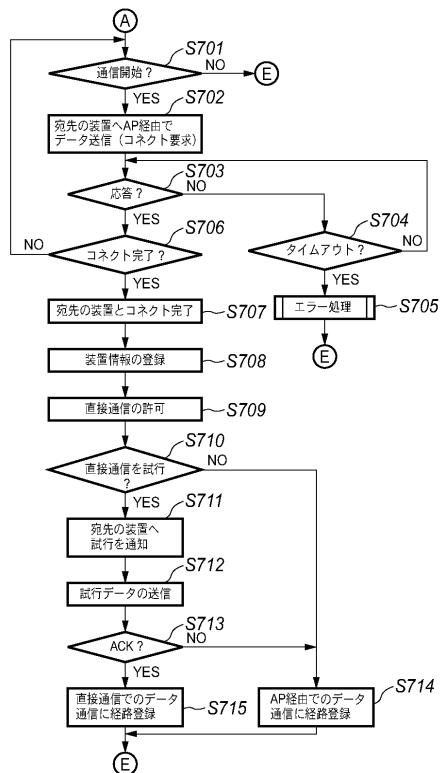 A
S701
通信開始？
NO
E
YES
S702
宛先の装置へAP経由で
データ送信（コネクト要求）
S703
応答？
NO
YES
S704
タイムアウト？
NO
YES
S705
エラー処理
E
S706
NO
コネクト完了？
YES
宛先の装置とコネクト完了
S707
装置情報の登録
S708
直接通信の許可
S709
S710
直接通信を試行
？
NO
YES
S711
宛先の装置へ
試行を通知
S712
試行データの送信
S713
ACK？
NO
YES
直接通信でのデータ
通信に経路登録
S715
AP経由でのデータ
通信に経路登録
S714
E